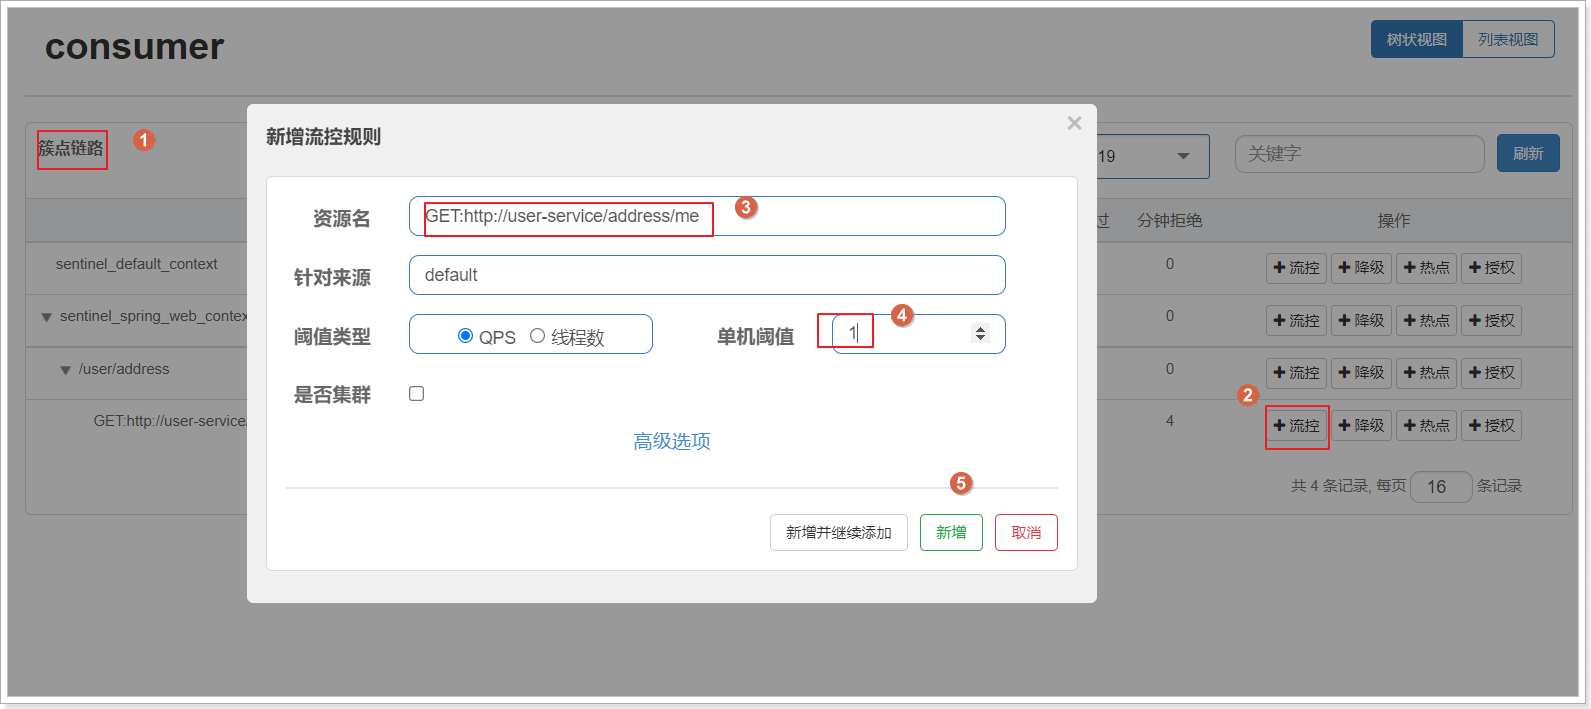 consumer
树状视图
列表视图
簇点链路
1
19
关键字
刷新
分钟拒绝
操作
sentinel_default_context
0
流控
降级
热点
授权
sentinel_spring_web_contex
0
流控
降级
热点
授权
/user/address
0
流控
降级
热点
授权
GET:http://user-service/
4
2
流控
降级
热点
授权
共 4 条记录, 每页 16 条记录
新增流控规则
×
资源名
GET:http://user-service/address/me
3
针对来源
default
阈值类型
QPS
线程数
单机阈值
1
4
是否集群
高级选项
5
新增并继续添加
新增
取消